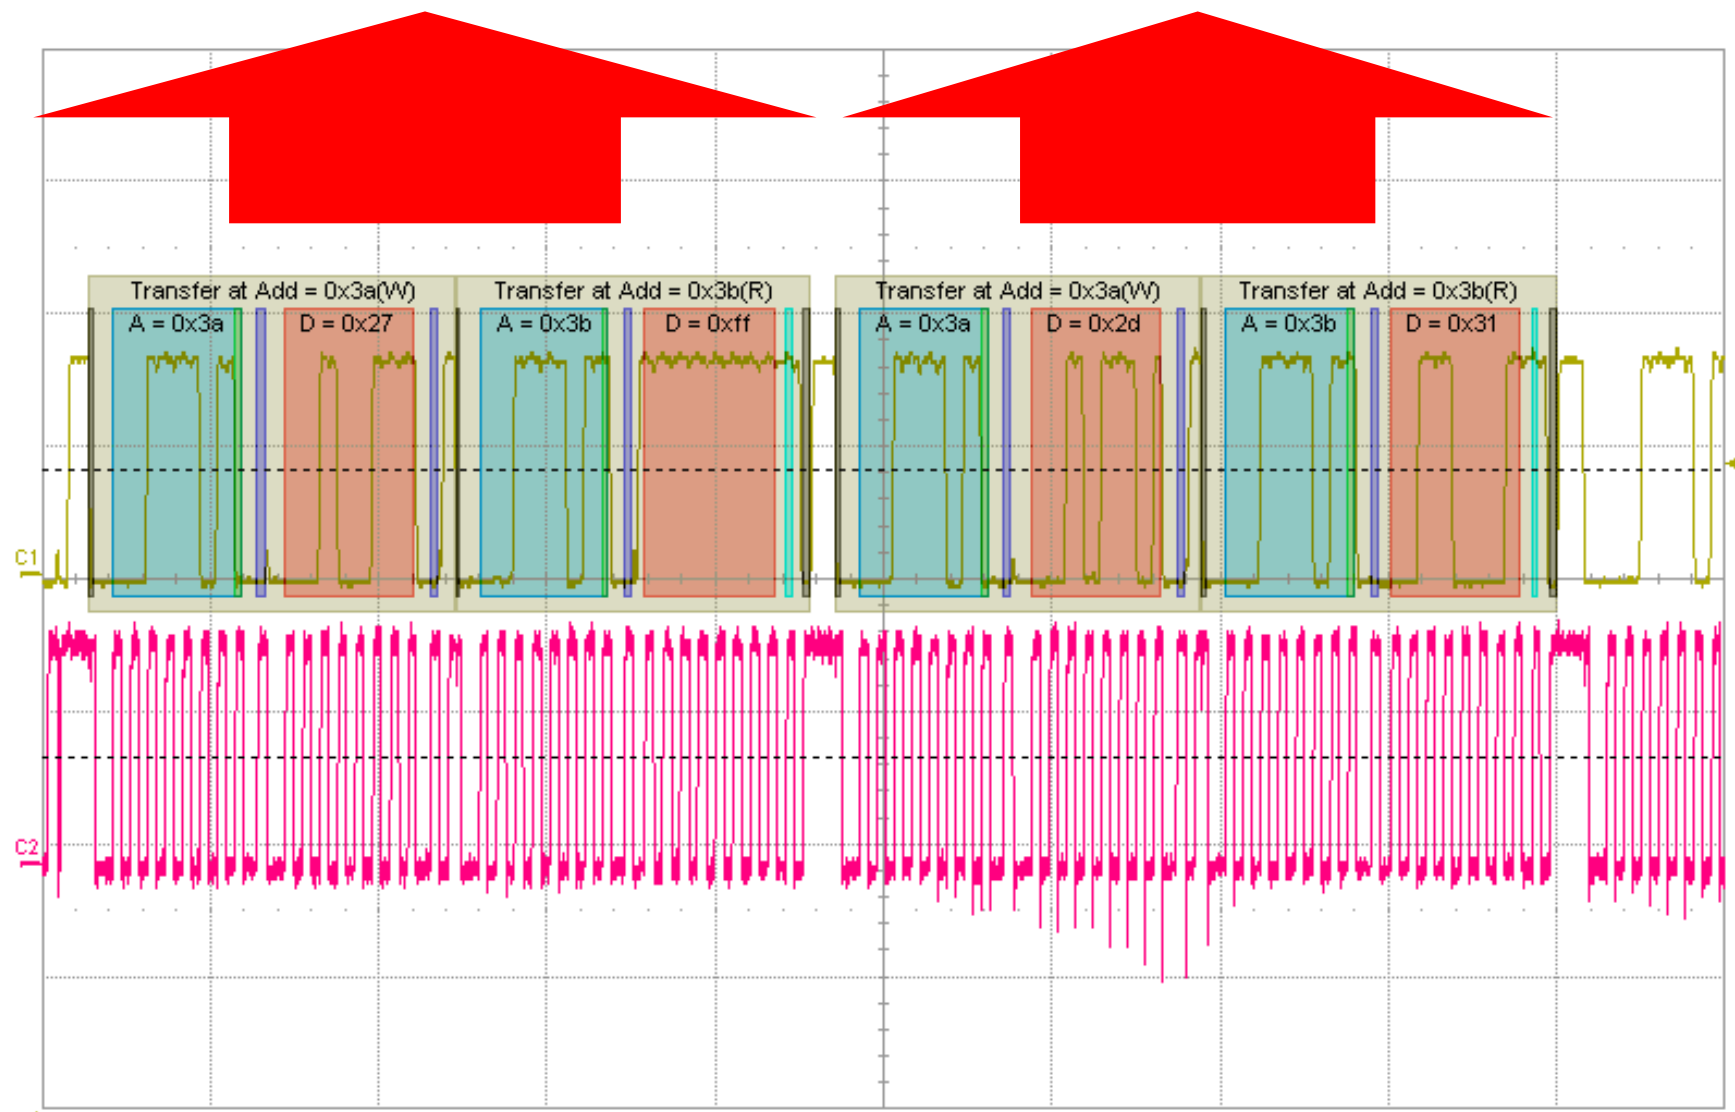 Transfer at Add = 0x3a(W) Transfer at Add = 0x3b(R) Transfer at Add = 0x3a(W) Transfer at Add = 0x3b(R)
A = 0x3a D = 0x27 A = 0x3b D = 0xff A = 0x3a D = 0x2d A = 0x3b D = 0x31
C1
C2